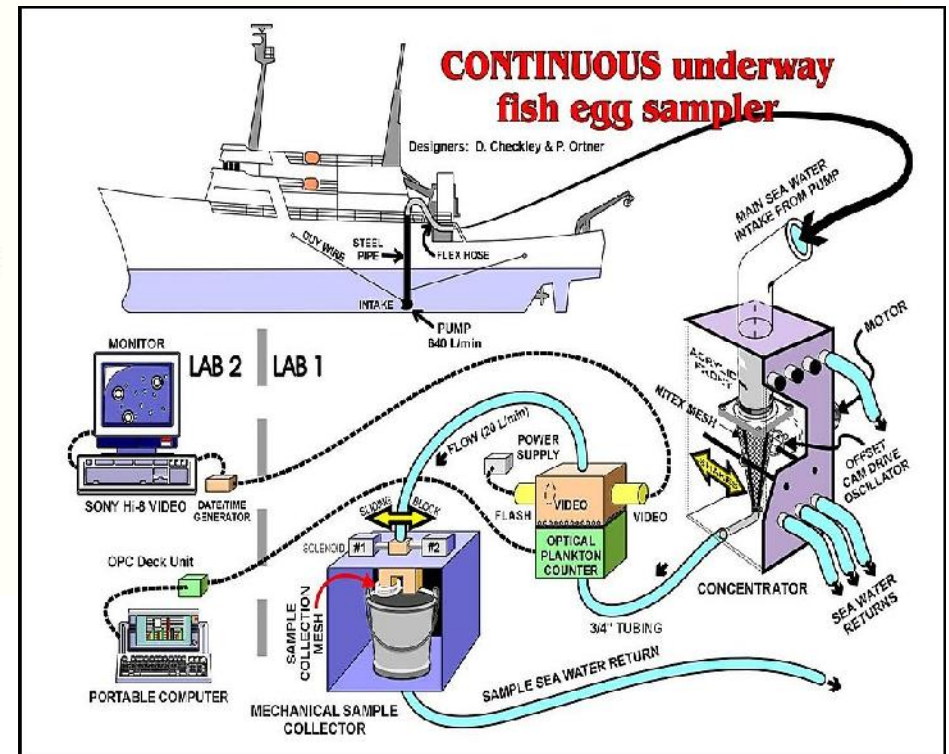 CONTINUOUS underway
fish egg sampler
Designers: D. Checkley & P. Ortner
MAIN SEA WATER
INTAKE FROM PUMP
GUY WIRE
STEEL
PIPE
FLEX HOSE
INTAKE
PUMP
640 L/min
MOTOR
MONITOR
LAB 2
LAB 1
NITEX MESH
FLOW (20 L/min)
POWER
SUPPLY
OFFSET
CAM DRIVE
OSCILLATOR
SONY Hi-8 VIDEO
DATE/TIME
GENERATOR
SLIDING
BLOCK
FLASH
VIDEO
VIDEO
SOLENOID
#1
#2
OPTICAL
PLANKTON
COUNTER
OPC Deck Unit
CONCENTRATOR
SEA WATER
RETURNS
SAMPLE
COLLECTION
MESH
3/4" TUBING
PORTABLE COMPUTER
SAMPLE SEA WATER RETURN
MECHANICAL SAMPLE
COLLECTOR